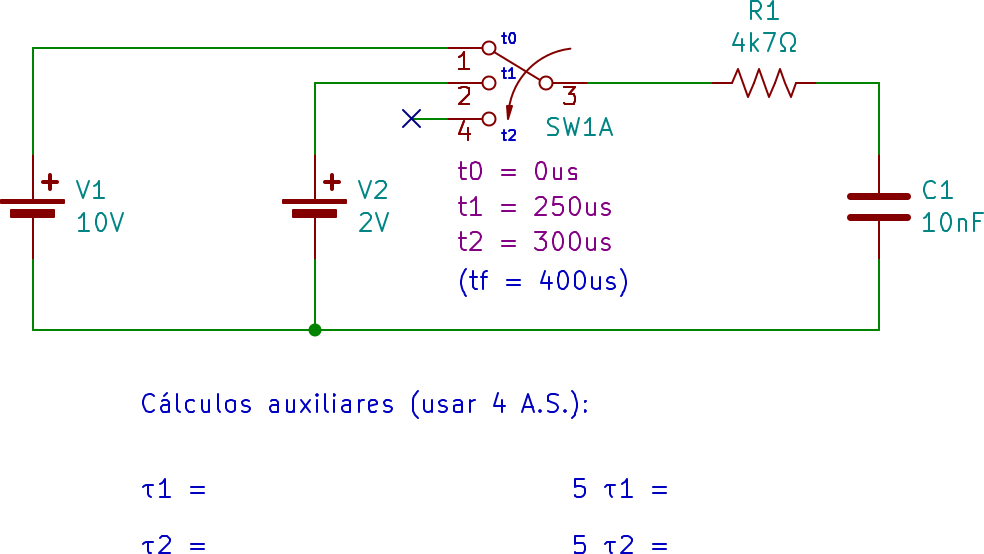 R1
4k7Ω
t0
1
t1
2
3
4
t2
SW1A
t0 = 0us
t1 = 250us
t2 = 300us
(tf = 400us)
+
V1
10V
+
V2
2V
C1
10nF
Cálculos auxiliares (usar 4 A.S.):
τ1 =
5 τ1 =
τ2 =
5 τ2 =